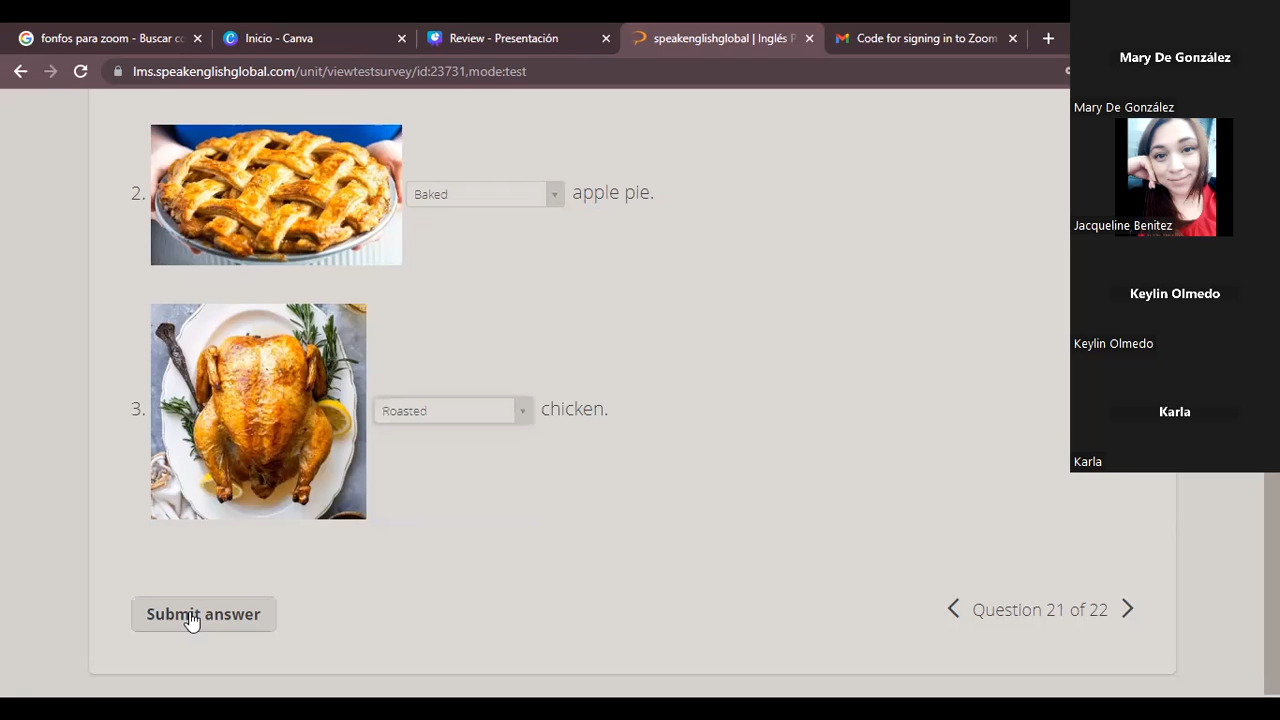 fonfos para zoom - Buscar co
Inicio - Canva
Review - Presentación
speakenglishglobal | Inglés P
Code for signing in to Zoom
lms.speakenglishglobal.com/unit/viewtestsurvey/id:23731,mode:test
2.
Baked
apple pie.
3.
Roasted
chicken.
Submit answer
Question 21 of 22
Mary De González
Mary De González
Jacqueline Benitez
Keylin Olmedo
Keylin Olmedo
Karla
Karla